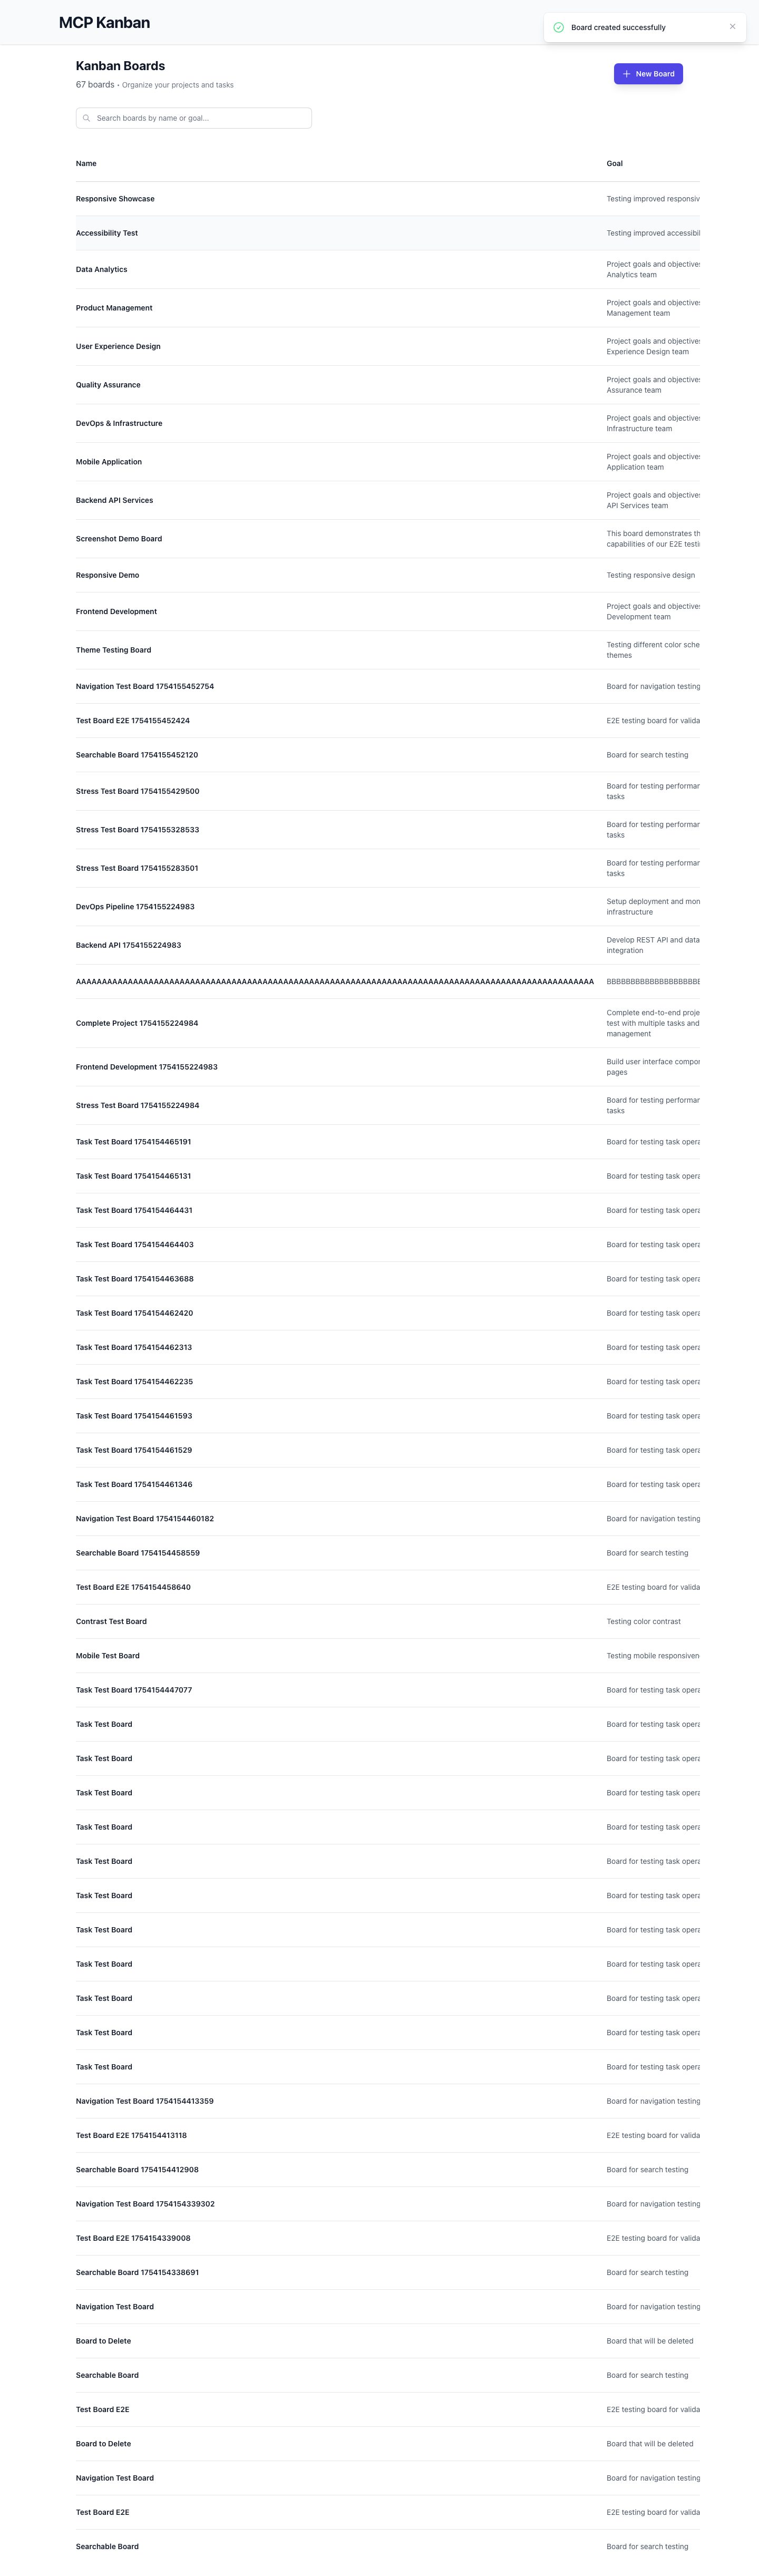 MCP Kanban
Board created successfully
Kanban Boards
67 boards • Organize your projects and tasks
New Board
Search boards by name or goal...
Name Goal
Responsive Showcase Testing improved responsiv
Accessibility Test Testing improved accessibil
Data Analytics Project goals and objectives
Analytics team
Product Management Project goals and objectives
Management team
User Experience Design Project goals and objectives
Experience Design team
Quality Assurance Project goals and objectives
Assurance team
DevOps & Infrastructure Project goals and objectives
Infrastructure team
Mobile Application Project goals and objectives
Application team
Backend API Services Project goals and objectives
API Services team
Screenshot Demo Board This board demonstrates th
capabilities of our E2E testi
Responsive Demo Testing responsive design
Frontend Development Project goals and objectives
Development team
Theme Testing Board Testing different color sche
themes
Navigation Test Board 1754155452754 Board for navigation testing
Test Board E2E 1754155452424 E2E testing board for valida
Searchable Board 1754155452120 Board for search testing
Stress Test Board 1754155429500 Board for testing performar
tasks
Stress Test Board 1754155328533 Board for testing performar
tasks
Stress Test Board 1754155283501 Board for testing performar
tasks
DevOps Pipeline 1754155224983 Setup deployment and mon
infrastructure
Backend API 1754155224983 Develop REST API and data
integration
AAAAAAAAAAAAAAAAAAAAAAAAAAAAAAAAAAAAAAAAAAAAAAAAAAAAAAAAAAAAAAAAAAAAAAAAAAAAAAAAAAAAAAAAAAAAAAAAAAAA BBBBBBBBBBBBBBBBBBB
Complete Project 1754155224984 Complete end-to-end proje
test with multiple tasks and
management
Frontend Development 1754155224983 Build user interface compor
pages
Stress Test Board 1754155224984 Board for testing performar
tasks
Task Test Board 1754154465191 Board for testing task opera
Task Test Board 1754154465131 Board for testing task opera
Task Test Board 1754154464431 Board for testing task opera
Task Test Board 1754154464403 Board for testing task opera
Task Test Board 1754154463688 Board for testing task opera
Task Test Board 1754154462420 Board for testing task opera
Task Test Board 1754154462313 Board for testing task opera
Task Test Board 1754154462235 Board for testing task opera
Task Test Board 1754154461593 Board for testing task opera
Task Test Board 1754154461529 Board for testing task opera
Task Test Board 1754154461346 Board for testing task opera
Navigation Test Board 1754154460182 Board for navigation testing
Searchable Board 1754154458559 Board for search testing
Test Board E2E 1754154458640 E2E testing board for valida
Contrast Test Board Testing color contrast
Mobile Test Board Testing mobile responsiven
Task Test Board 1754154447077 Board for testing task opera
Task Test Board Board for testing task opera
Task Test Board Board for testing task opera
Task Test Board Board for testing task opera
Task Test Board Board for testing task opera
Task Test Board Board for testing task opera
Task Test Board Board for testing task opera
Task Test Board Board for testing task opera
Task Test Board Board for testing task opera
Task Test Board Board for testing task opera
Task Test Board Board for testing task opera
Task Test Board Board for testing task opera
Navigation Test Board 1754154413359 Board for navigation testing
Test Board E2E 1754154413118 E2E testing board for valida
Searchable Board 1754154412908 Board for search testing
Navigation Test Board 1754154339302 Board for navigation testing
Test Board E2E 1754154339008 E2E testing board for valida
Searchable Board 1754154338691 Board for search testing
Navigation Test Board Board for navigation testing
Board to Delete Board that will be deleted
Searchable Board Board for search testing
Test Board E2E E2E testing board for valida
Board to Delete Board that will be deleted
Navigation Test Board Board for navigation testing
Test Board E2E E2E testing board for valida
Searchable Board Board for search testing